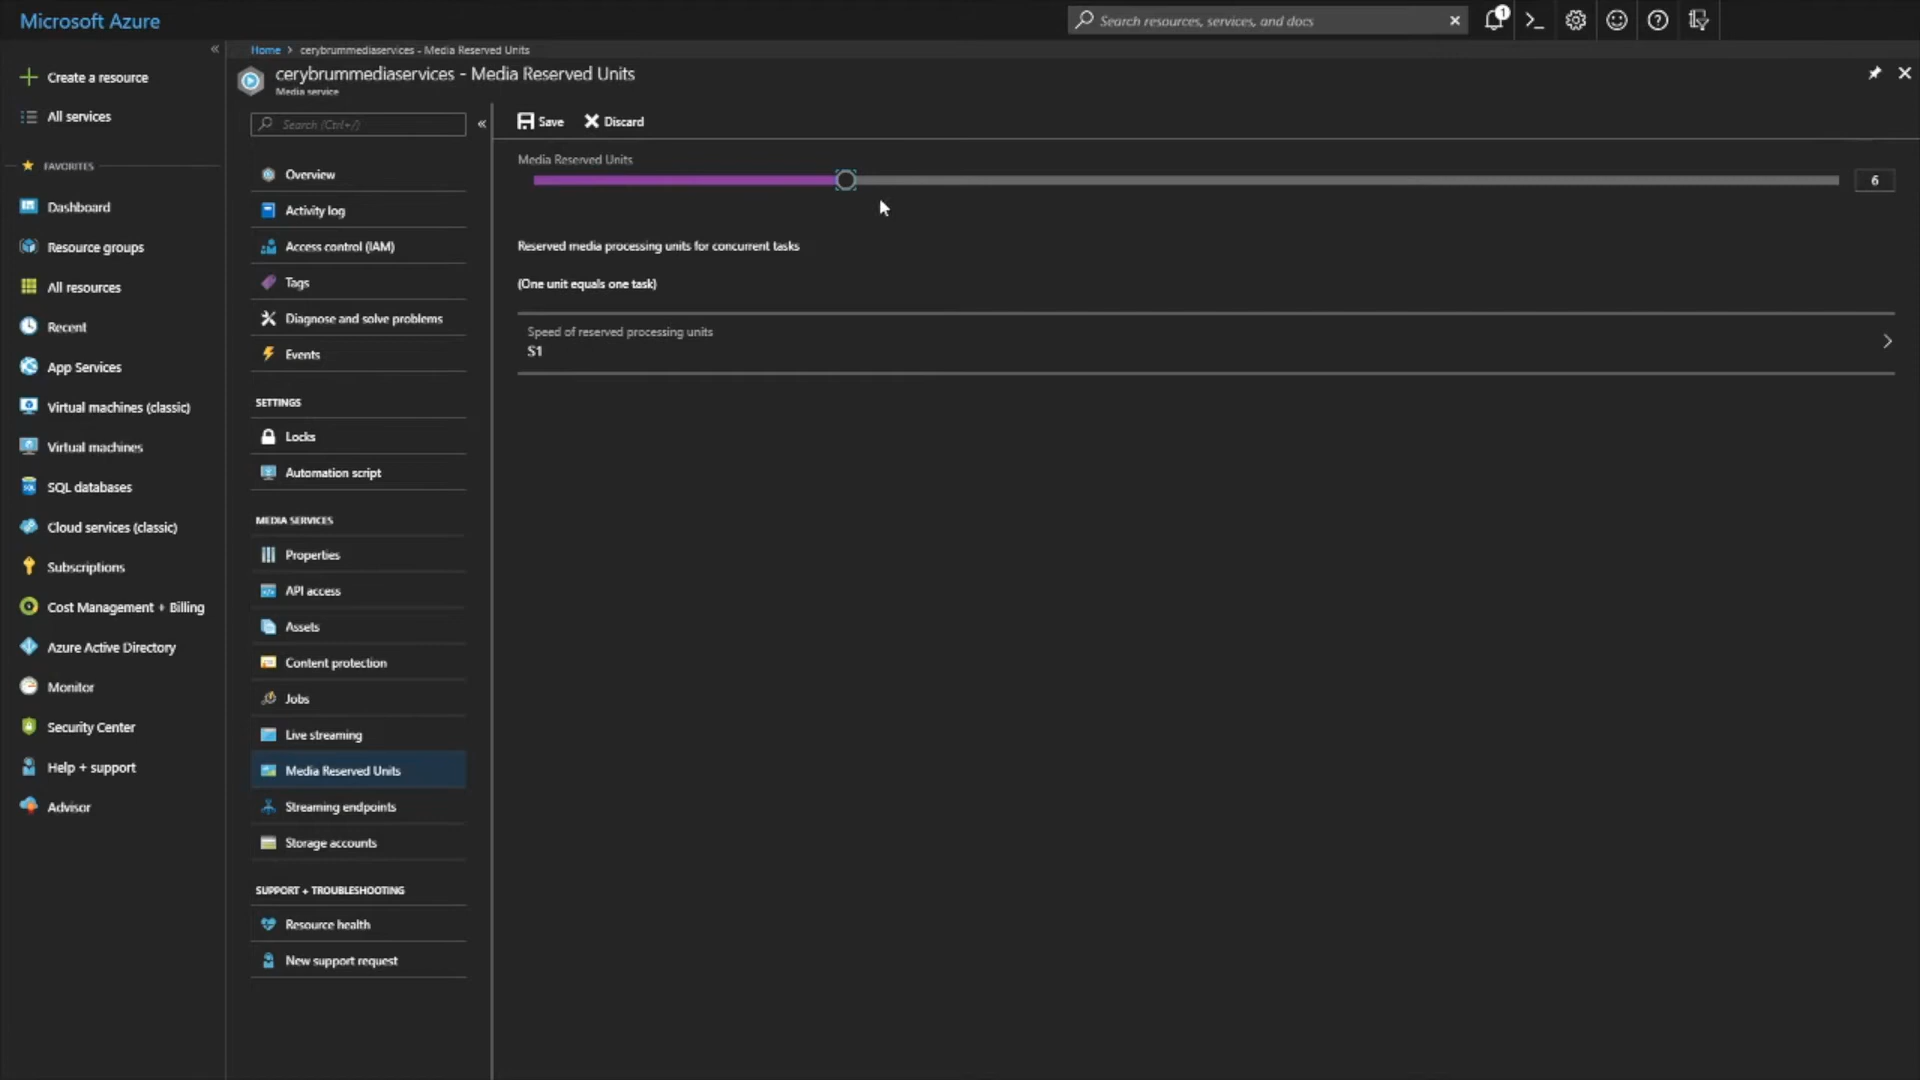 Microsoft Azure
Search resources, services, and docs
1
Create a resource
All services
FAVORITES
Dashboard
Resource groups
All resources
Recent
App Services
Virtual machines (classic)
Virtual machines
SQL databases
Cloud services (classic)
Subscriptions
Cost Management + Billing
Azure Active Directory
Monitor
Security Center
Help + support
Advisor
Home > cerybrummediaservices - Media Reserved Units
cerybrummediaservices - Media Reserved Units
Media service
Search (Ctrl+/)
Overview
Activity log
Access control (IAM)
Tags
Diagnose and solve problems
Events
SETTINGS
Locks
Automation script
MEDIA SERVICES
Properties
API access
Assets
Content protection
Jobs
Live streaming
Media Reserved Units
Streaming endpoints
Storage accounts
SUPPORT + TROUBLESHOOTING
Resource health
New support request
Save Discard
Media Reserved Units
6
Reserved media processing units for concurrent tasks
(One unit equals one task)
Speed of reserved processing units
S1